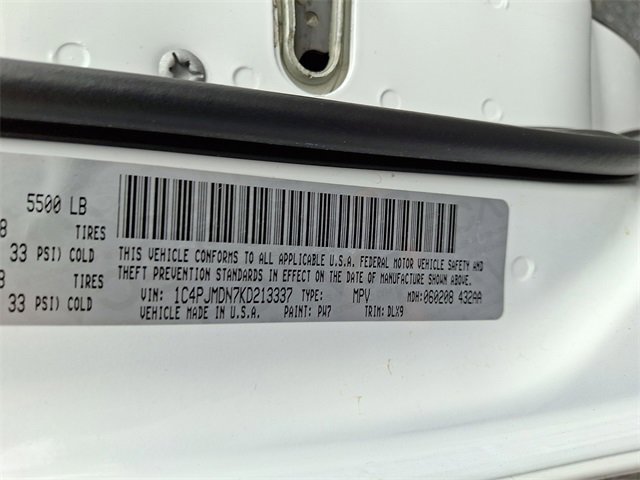 5500 LB
8 TIRES
33 PSI) COLD
8 TIRES
33 PSI) COLD
THIS VEHICLE CONFORMS TO ALL APPLICABLE U.S.A. FEDERAL MOTOR VEHICLE SAFETY AND
THEFT PREVENTION STANDARDS IN EFFECT ON THE DATE OF MANUFACTURE SHOWN ABOVE.
VIN: 1C4PJMDN7KD213337 TYPE: MPV MDH: 060208 432AA
VEHICLE MADE IN U.S.A. PAINT: PW7 TRIM: DLX9